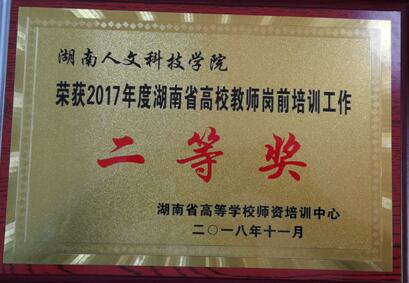 湖南人文科技学院
荣获2017年度湖南省高校教师岗前培训工作
二等奖
湖南省高等学校师资培训中心
二〇一八年十一月